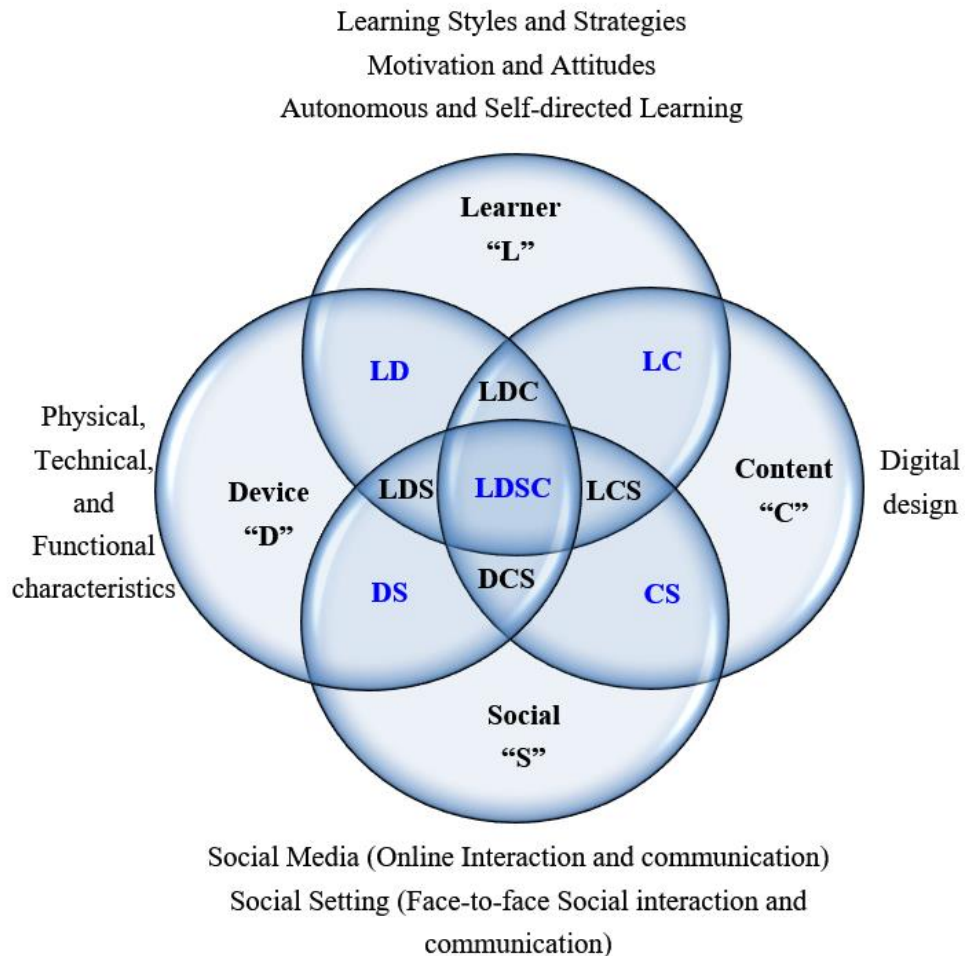 Learning Styles and Strategies
Motivation and Attitudes
Autonomous and Self-directed Learning
Learner
“L”
LD
LC
LDC
Physical,
Technical,
and
Functional
characteristics
Device
“D”
LDS
LDSC
LCS
Content
“C”
Digital
design
DS
DCS
CS
Social
“S”
Social Media (Online Interaction and communication)
Social Setting (Face-to-face Social interaction and
communication)